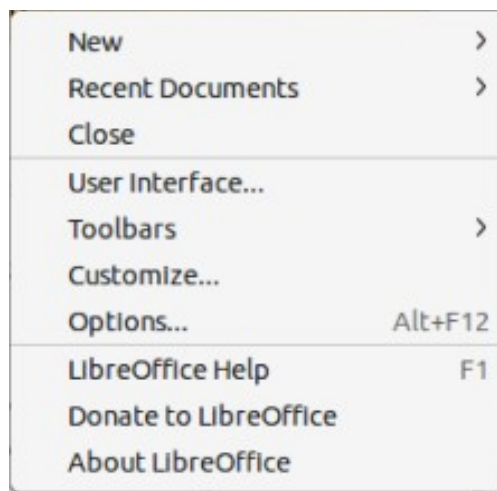 New >
Recent Documents >
Close
User Interface...
Toolbars >
Customize...
Options... Alt+F12
LibreOffice Help F1
Donate to LibreOffice
About LibreOffice